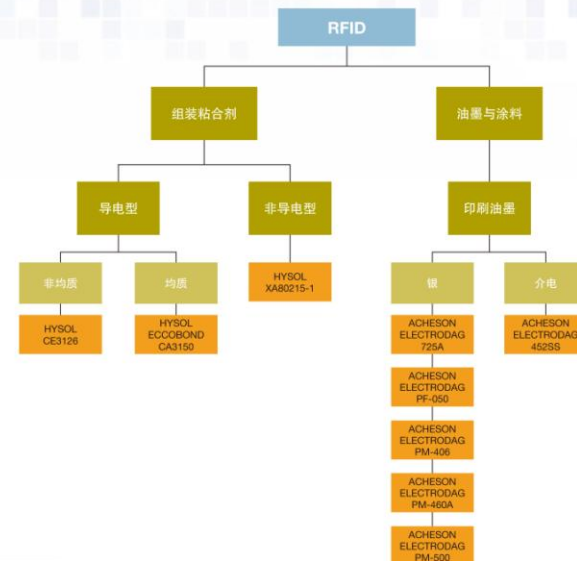 RFID
组装粘合剂
油墨与涂料
导电型
非导电型
印刷油墨
非均质
均质
HYSOL
XA80215-1
银
介电
HYSOL
CE3126
HYSOL
ECCOBOND
CA3150
ACHESON
ELECTRODAG
725A
ACHESON
ELECTRODAG
452SS
ACHESON
ELECTRODAG
PF-050
ACHESON
ELECTRODAG
PM-406
ACHESON
ELECTRODAG
PM-460A
ACHESON
ELECTRODAG
PM-500